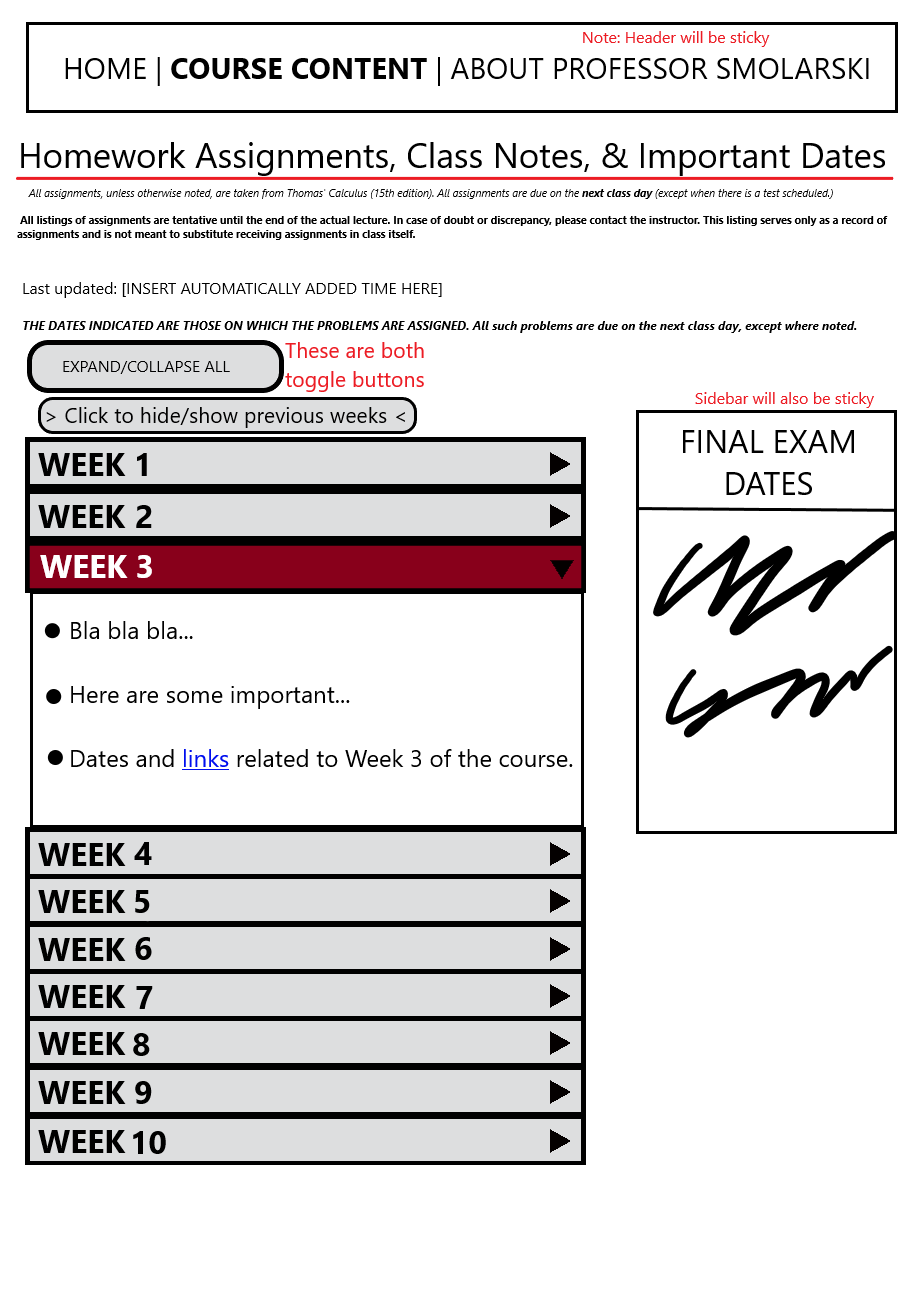 Note: Header will be sticky
HOME | COURSE CONTENT | ABOUT PROFESSOR SMOLARSKI
Homework Assignments, Class Notes, & Important Dates
All assignments, unless otherwise noted, are taken from Thomas' Calculus (15th edition). All assignments are due on the next class day (except when there is a test scheduled.)
All listings of assignments are tentative until the end of the actual lecture. In case of doubt or discrepancy, please contact the instructor. This listing serves only as a record of
assignments and is not meant to substitute receiving assignments in class itself.
Last updated: [INSERT AUTOMATICALLY ADDED TIME HERE]
THE DATES INDICATED ARE THOSE ON WHICH THE PROBLEMS ARE ASSIGNED. All such problems are due on the next class day, except where noted.
EXPAND/COLLAPSE ALL
These are both
toggle buttons
> Click to hide/show previous weeks <
WEEK 1
WEEK 2
WEEK 3
Bla bla bla...
Here are some important...
Dates and links related to Week 3 of the course.
WEEK 4
WEEK 5
WEEK 6
WEEK 7
WEEK 8
WEEK 9
WEEK 10
Sidebar will also be sticky
FINAL EXAM
DATES